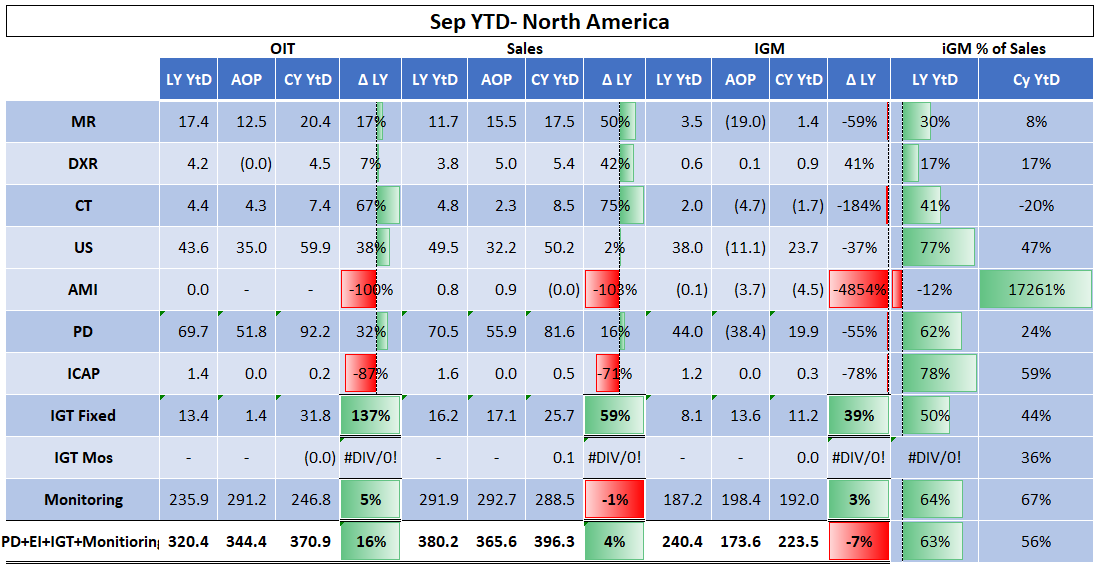 Sep YTD- North America
OIT Sales IGM iGM % of Sales
LY YtD AOP CY YtD Δ LY LY YtD AOP CY YtD Δ LY LY YtD AOP CY YtD Δ LY LY YtD Cy YtD
MR 17.4 12.5 20.4 17% 11.7 15.5 17.5 50% 3.5 (19.0) 1.4 -59% 30% 8%
DXR 4.2 (0.0) 4.5 7% 3.8 5.0 5.4 42% 0.6 0.1 0.9 41% 17% 17%
CT 4.4 4.3 7.4 67% 4.8 2.3 8.5 75% 2.0 (4.7) (1.7) -184% 41% -20%
US 43.6 35.0 59.9 38% 49.5 32.2 50.2 2% 38.0 (11.1) 23.7 -37% 77% 47%
AMI 0.0 - - -100% 0.8 0.9 (0.0) -103% (0.1) (3.7) (4.5) -4854% -12% 17261%
PD 69.7 51.8 92.2 32% 70.5 55.9 81.6 16% 44.0 (38.4) 19.9 -55% 62% 24%
ICAP 1.4 0.0 0.2 -87% 1.6 0.0 0.5 -71% 1.2 0.0 0.3 -78% 78% 59%
IGT Fixed 13.4 1.4 31.8 137% 16.2 17.1 25.7 59% 8.1 13.6 11.2 39% 50% 44%
IGT Mos - - (0.0) #DIV/0! - - 0.1 #DIV/0! - - 0.0 #DIV/0! #DIV/0! 36%
Monitoring 235.9 291.2 246.8 5% 291.9 292.7 288.5 -1% 187.2 198.4 192.0 3% 64% 67%
PD+EI+IGT+Monitioring 320.4 344.4 370.9 16% 380.2 365.6 396.3 4% 240.4 173.6 223.5 -7% 63% 56%